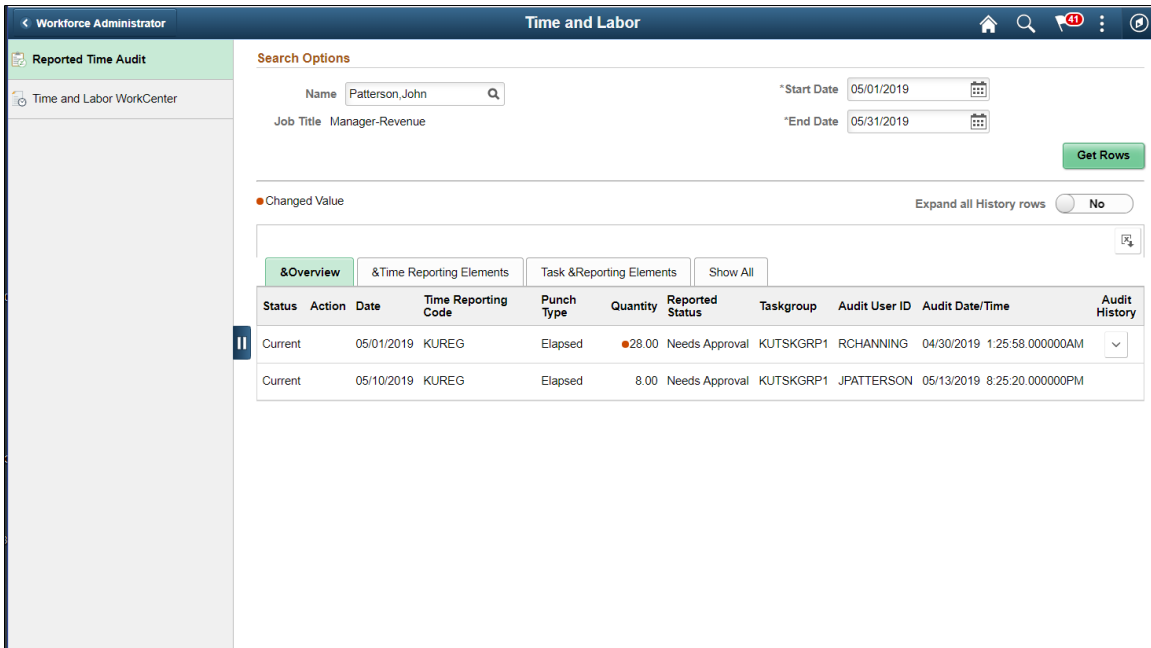 Workforce Administrator
Time and Labor
41
Reported Time Audit
Time and Labor WorkCenter
Search Options
Name Patterson,John
*Start Date 05/01/2019
Job Title Manager-Revenue
*End Date 05/31/2019
Get Rows
Changed Value
Expand all History rows No
&Overview &Time Reporting Elements Task &Reporting Elements Show All
Status Action Date Time Reporting Code Punch Type Quantity Reported Status Taskgroup Audit User ID Audit Date/Time Audit History
Current 05/01/2019 KUREG Elapsed 28.00 Needs Approval KUTSKGRP1 RCHANNING 04/30/2019 1:25:58.000000AM
Current 05/10/2019 KUREG Elapsed 8.00 Needs Approval KUTSKGRP1 JPATTERSON 05/13/2019 8:25:20.000000PM